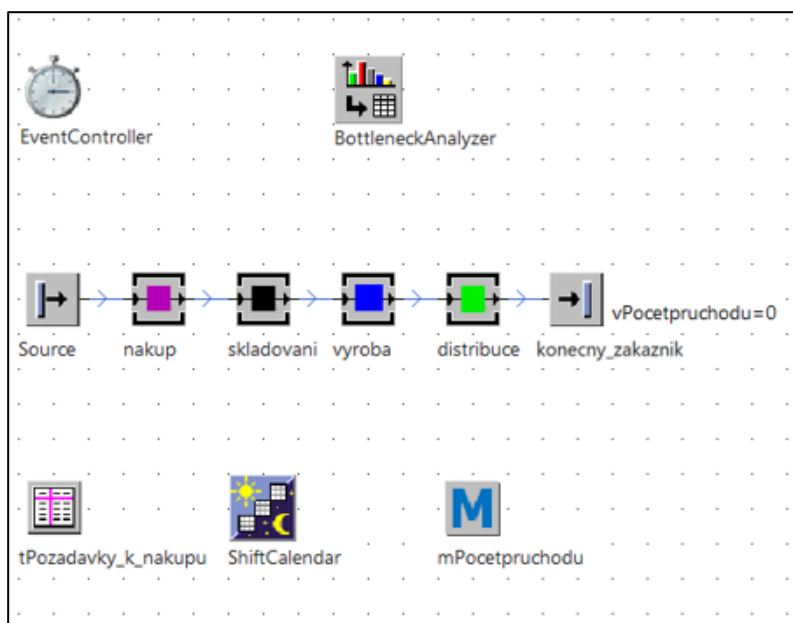 EventController
BottleneckAnalyzer
vPocetpruchodu=0
Source
nakup
skladovani
vyroba
distribuce
konecny_zakaznik
M
tPozadavky_k_nakupu
ShiftCalendar
mPocetpruchodu